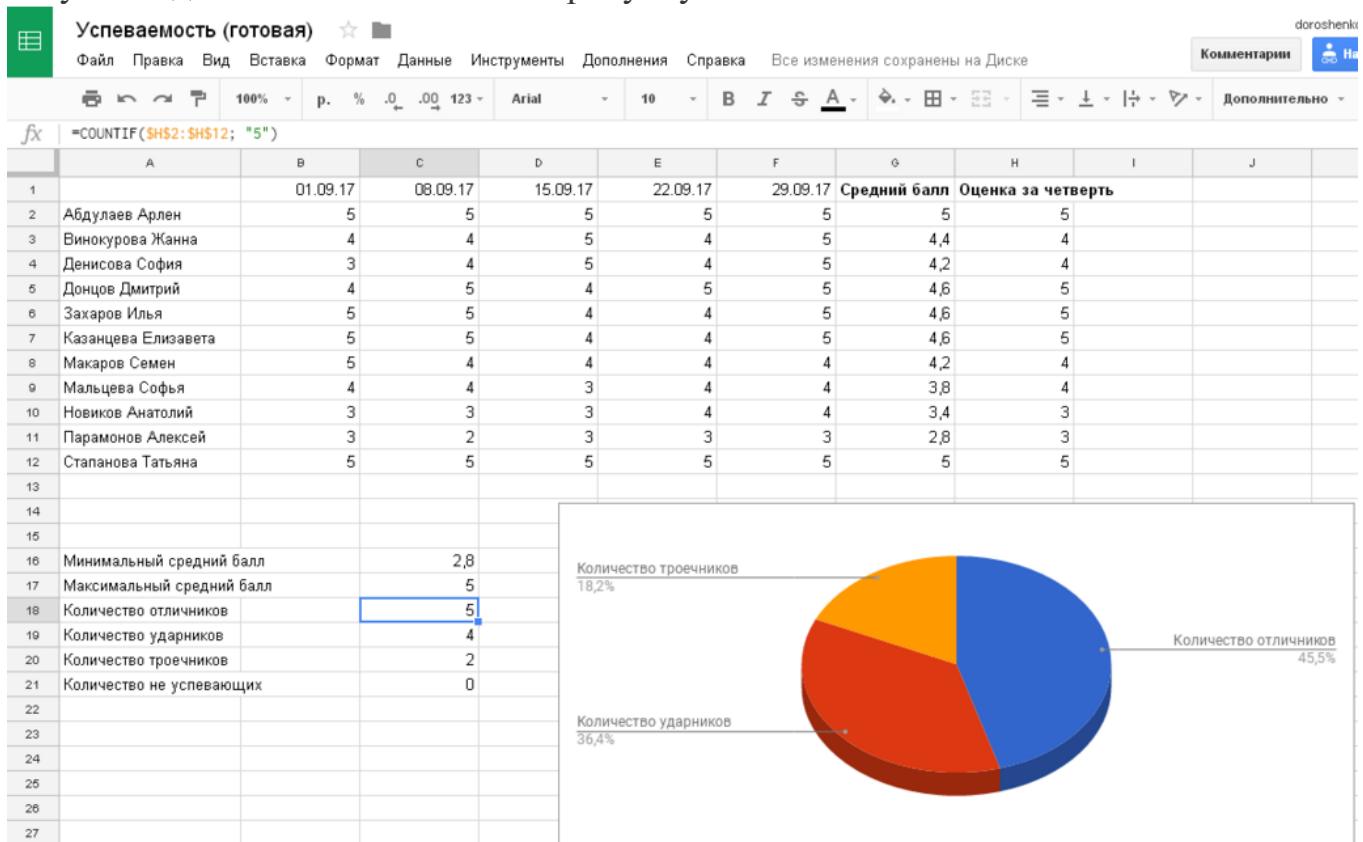 Успеваемость (готовая)
doroshenko
Файл Правка Вид Вставка Формат Данные Инструменты Дополнения Справка Все изменения сохранены на Диске
Комментарии На
100% р. % .0 .00 123 Arial 10 B I S A Дополнительно
fx =COUNTIF($H$2:$H$12; "5")
A B C D E F G H I J
1 01.09.17 08.09.17 15.09.17 22.09.17 29.09.17 Средний балл Оценка за четверть
2 Абдулаев Арлен 5 5 5 5 5 5 5
3 Винокурова Жанна 4 4 5 4 5 4,4 4
4 Денисова София 3 4 5 4 5 4,2 4
5 Донцов Дмитрий 4 5 4 5 5 4,6 5
6 Захаров Илья 5 5 4 4 5 4,6 5
7 Казанцева Елизавета 5 5 4 4 5 4,6 5
8 Макаров Семен 5 4 4 4 4 4,2 4
9 Мальцева Софья 4 4 3 4 4 3,8 4
10 Новиков Анатолий 3 3 3 4 4 3,4 3
11 Парамонов Алексей 3 2 3 3 3 2,8 3
12 Стапанова Татьяна 5 5 5 5 5 5 5
13
14
15
16 Минимальный средний балл 2,8
17 Максимальный средний балл 5
18 Количество отличников 5
19 Количество ударников 4
20 Количество троечников 2
21 Количество не успевающих 0
22
23
24
25
26
27
Количество троечников
18,2%
Количество отличников
45,5%
Количество ударников
36,4%